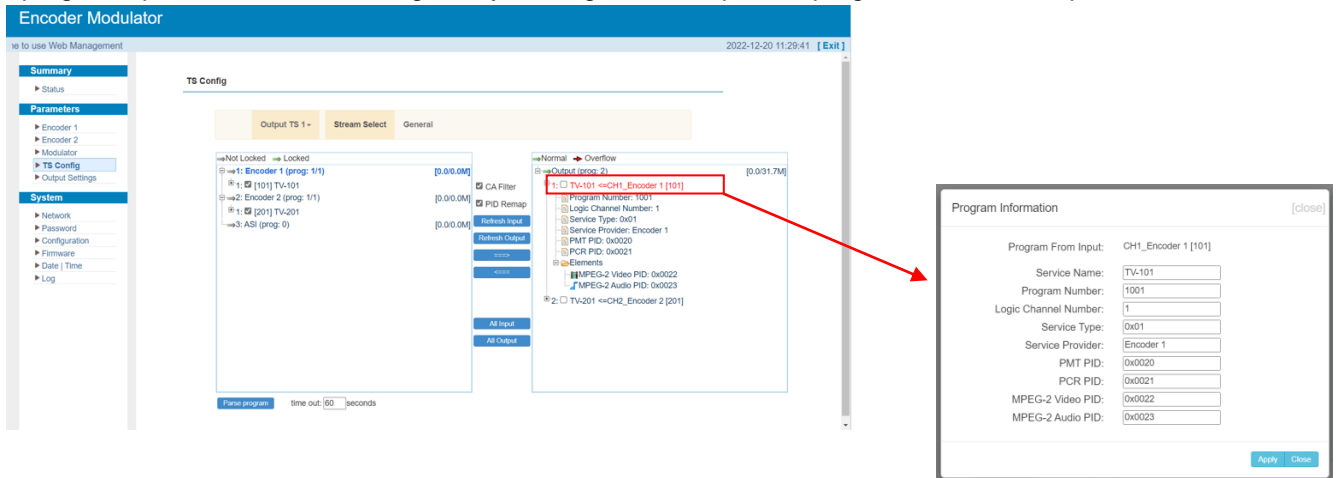 Encoder Modulator
to use Web Management
2022-12-20 11:29:41 [ Exit ]
Summary
Status
Parameters
Encoder 1
Encoder 2
Modulator
TS Config
Output Settings
System
Network
Password
Configuration
Firmware
Date | Time
Log
TS Config
Output TS 1 Stream Select General
Not Locked Locked
1: Encoder 1 (prog: 1/1) [0.0/0.0M]
1: [101] TV-101
2: Encoder 2 (prog: 1/1) [0.0/0.0M]
1: [201] TV-201
3: ASI (prog: 0) [0.0/0.0M]
CA Filter
PID Remap
Refresh Input
Refresh Output
===>
<===
All Input
All Output
Normal Overflow
Output (prog: 2) [0.0/31.7M]
1: TV-101 <=CH1_Encoder 1 [101]
Program Number: 1001
Logic Channel Number: 1
Service Type: 0x01
Service Provider: Encoder 1
PMT PID: 0x0020
PCR PID: 0x0021
Elements
MPEG-2 Video PID: 0x0022
MPEG-2 Audio PID: 0x0023
2: TV-201 <=CH2_Encoder 2 [201]
Parse program time out: 60 seconds
Program Information [close]
Program From Input: CH1_Encoder 1 [101]
Service Name: TV-101
Program Number: 1001
Logic Channel Number: 1
Service Type: 0x01
Service Provider: Encoder 1
PMT PID: 0x0020
PCR PID: 0x0021
MPEG-2 Video PID: 0x0022
MPEG-2 Audio PID: 0x0023
Apply Close